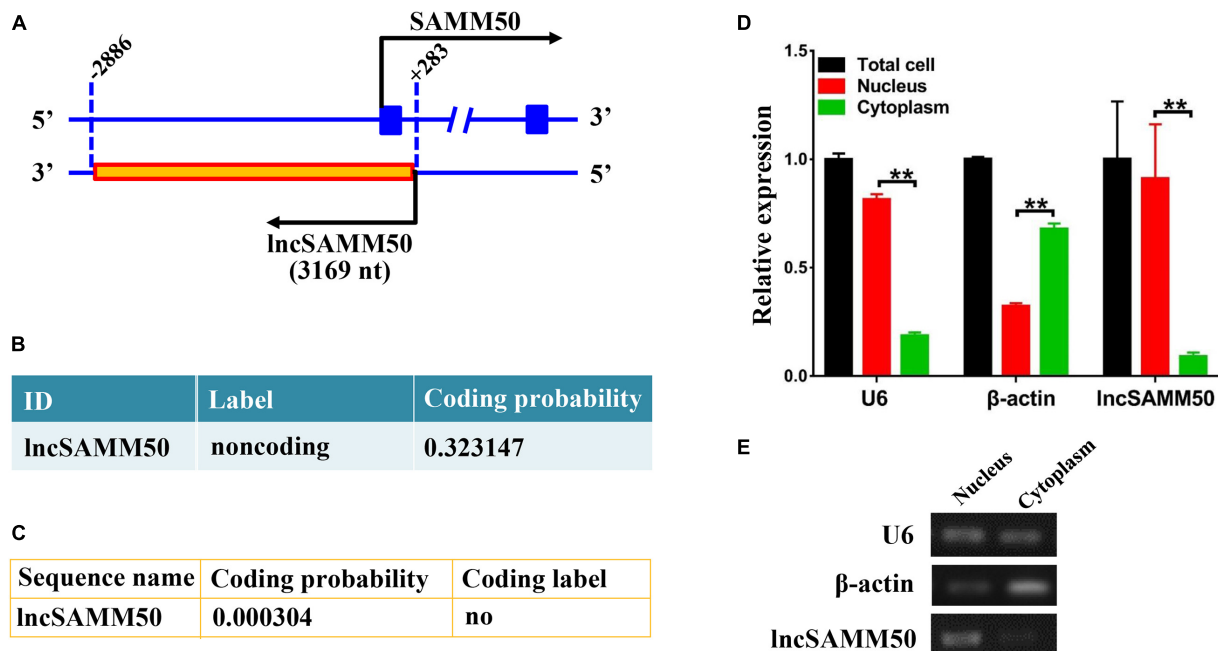 A
SAMM50
-2886
+283
5’
3’
3’
5’
lncSAMM50
(3169 nt)
B
ID Label Coding probability
lncSAMM50 noncoding 0.323147
C
Sequence name Coding probability Coding label
lncSAMM50 0.000304 no
D
Relative expression
1.5
1.0
0.5
0.0
Total cell
Nucleus
Cytoplasm
**
**
**
U6 β-actin lncSAMM50
E
Nucleus Cytoplasm
U6
β-actin
lncSAMM50